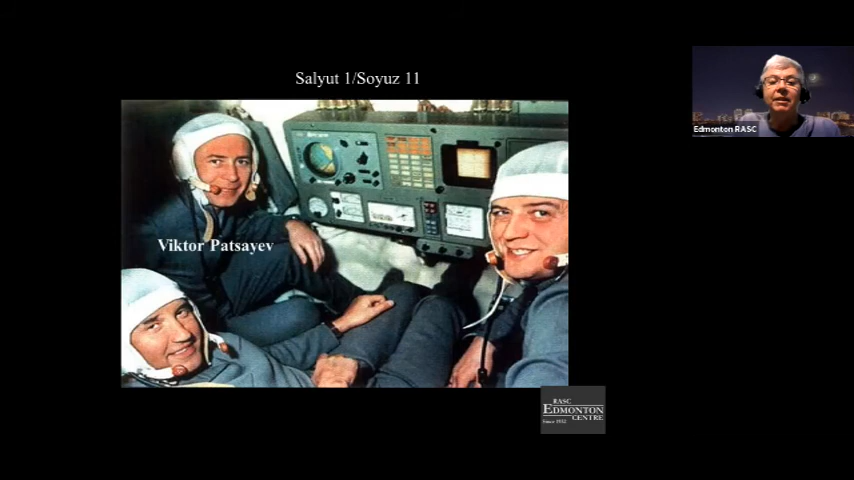 Salyut 1/Soyuz 11
Edmonton RASC
Viktor Patsayev
RASC
EDMONTON
CENTRE
Since 1932